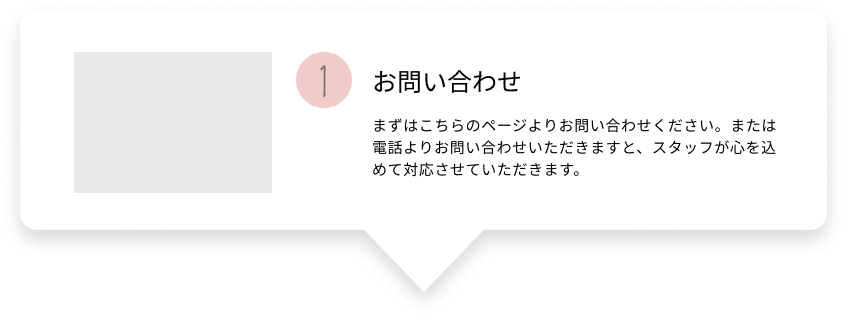 1
お問い合わせ
まずはこちらのページよりお問い合わせください。または
電話よりお問い合わせいただきますと、スタッフが心を込
めて対応させていただきます。